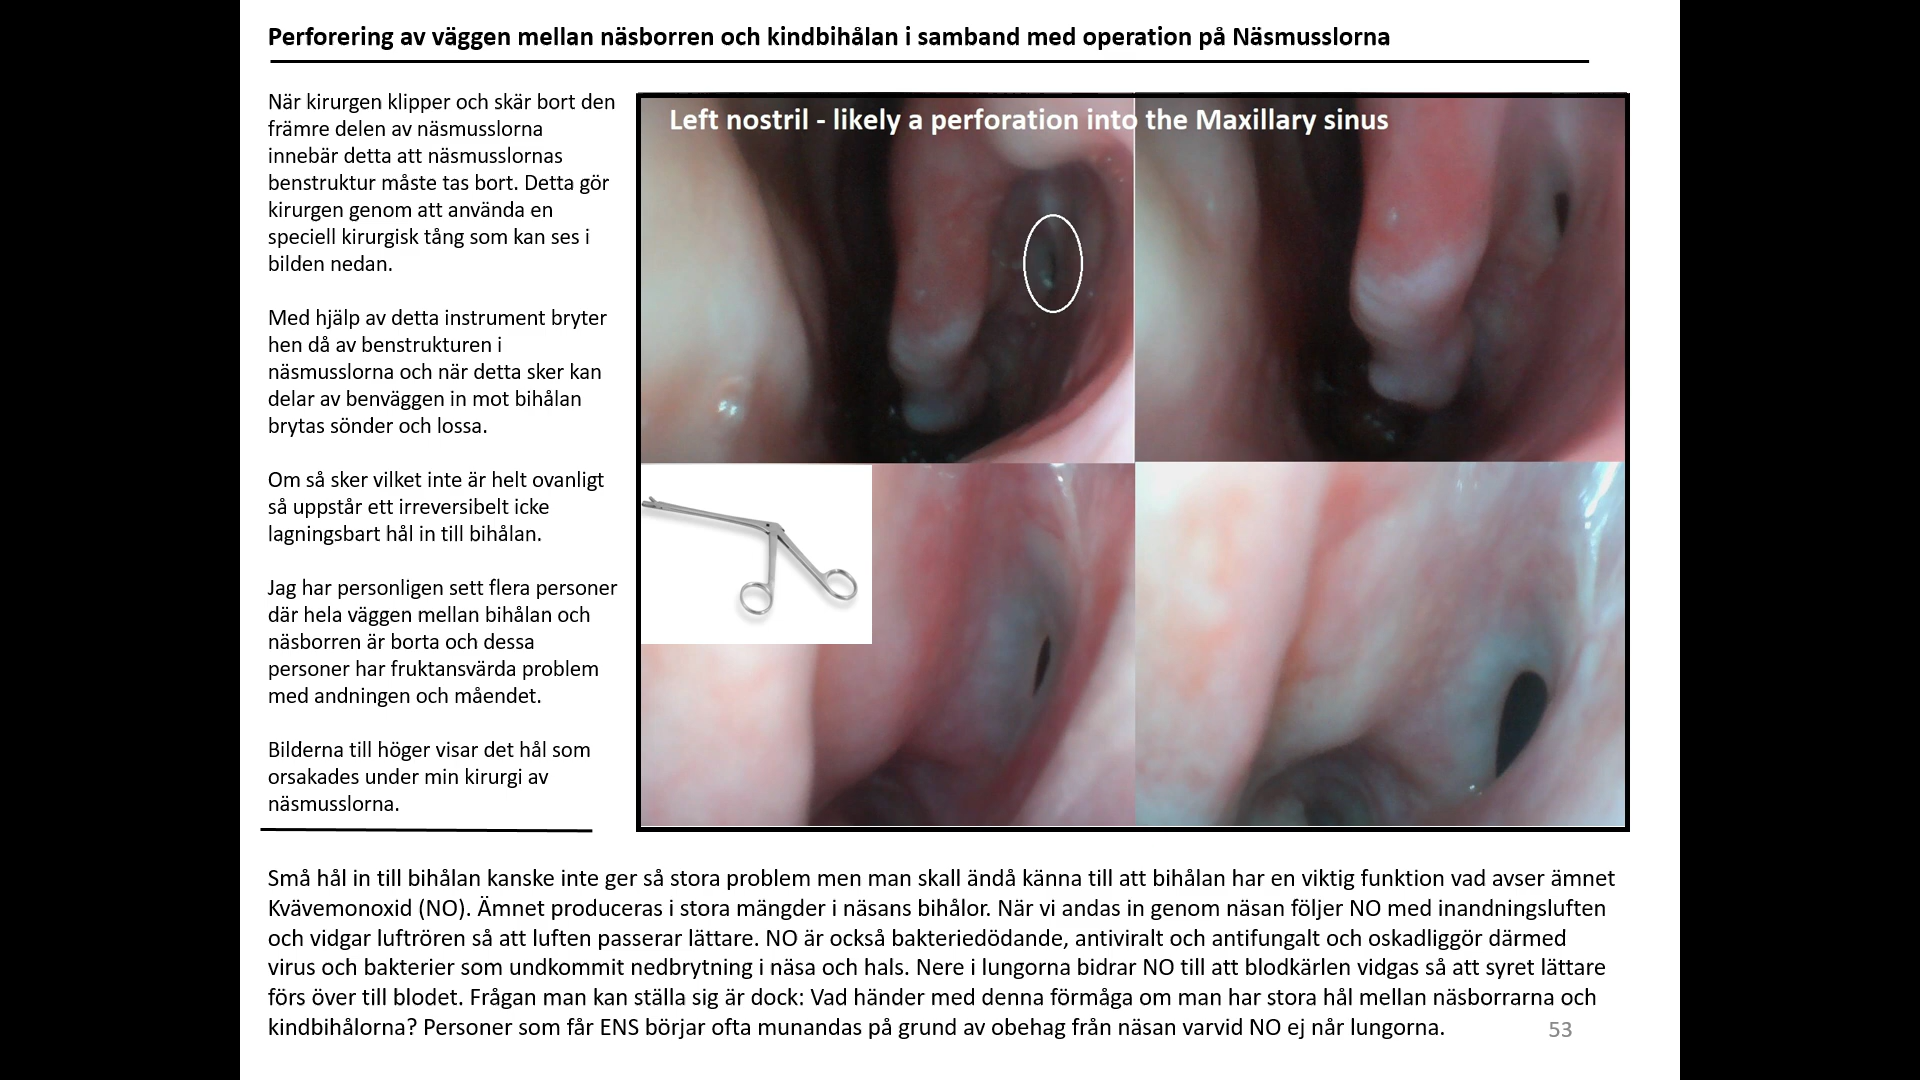 Perforering av väggen mellan näsborren och kindbihålan i samband med operation på Näsmusslorna
När kirurgen klipper och skär bort den
främre delen av näsmusslorna
innebär detta att näsmusslornas
benstruktur måste tas bort. Detta gör
kirurgen genom att använda en
speciell kirurgisk tång som kan ses i
bilden nedan.
Med hjälp av detta instrument bryter
hen då av benstrukturen i
näsmusslorna och när detta sker kan
delar av benväggen in mot bihålan
brytas sönder och lossa.
Om så sker vilket inte är helt ovanligt
så uppstår ett irreversibelt icke
lagningsbart hål in till bihålan.
Jag har personligen sett flera personer
där hela väggen mellan bihålan och
näsborren är borta och dessa
personer har fruktansvärda problem
med andningen och måendet.
Bilderna till höger visar det hål som
orsakades under min kirurgi av
näsmusslorna.
Left nostril - likely a perforation into the Maxillary sinus
Små hål in till bihålan kanske inte ger så stora problem men man skall ändå känna till att bihålan har en viktig funktion vad avser ämnet
Kvävemonoxid (NO). Ämnet produceras i stora mängder i näsans bihålor. När vi andas in genom näsan följer NO med inandningsluften
och vidgar luftrören så att luften passerar lättare. NO är också bakteriedödande, antiviralt och antifungalt och oskadliggör därmed
virus och bakterier som undkommit nedbrytning i näsa och hals. Nere i lungorna bidrar NO till att blodkärlen vidgas så att syret lättare
förs över till blodet. Frågan man kan ställa sig är dock: Vad händer med denna förmåga om man har stora hål mellan näsborrarna och
kindbihålorna? Personer som får ENS börjar ofta munandas på grund av obehag från näsan varvid NO ej når lungorna.
53